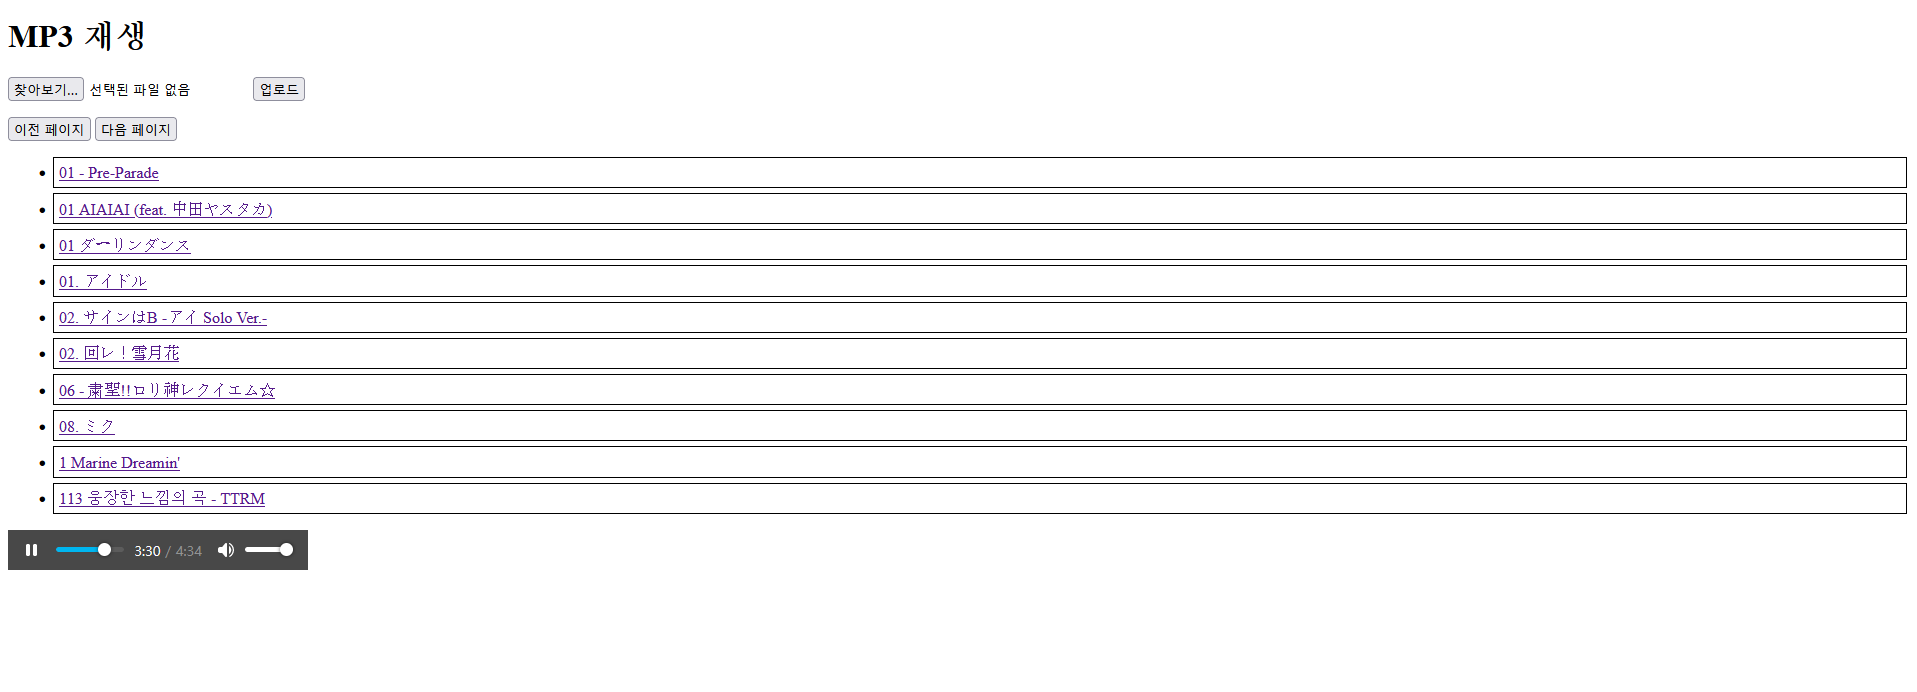 MP3 재생
찾아보기... 선택된 파일 없음 업로드
이전 페이지 다음 페이지
01 - Pre-Parade
01 AIAIAI (feat. 中田ヤスタカ)
01 ダーリンダンス
01. アイドル
02. サインはB -アイ Solo Ver.-
02. 回レ！雪月花
06 - 粛聖!!ロリ神レクイエム☆
08. ミク
1 Marine Dreamin'
113 웅장한 느낌의 곡 - TTRM
3:30 / 4:34